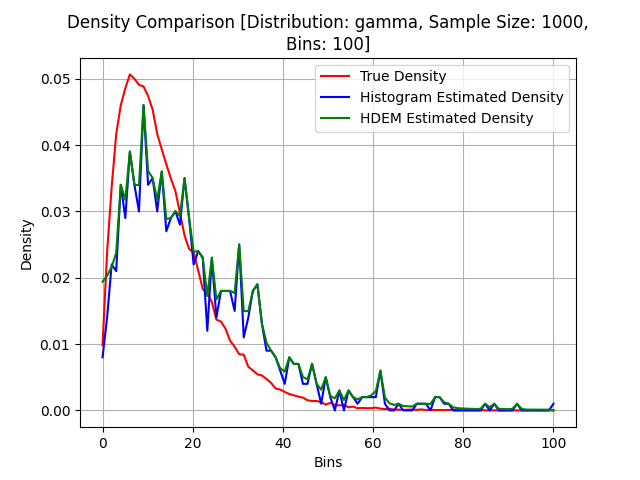 Density Comparison [Distribution: gamma, Sample Size: 1000,
Bins: 100]
True Density
Histogram Estimated Density
HDEM Estimated Density
Density
0.05
0.04
0.03
0.02
0.01
0.00
0 20 40 60 80 100
Bins